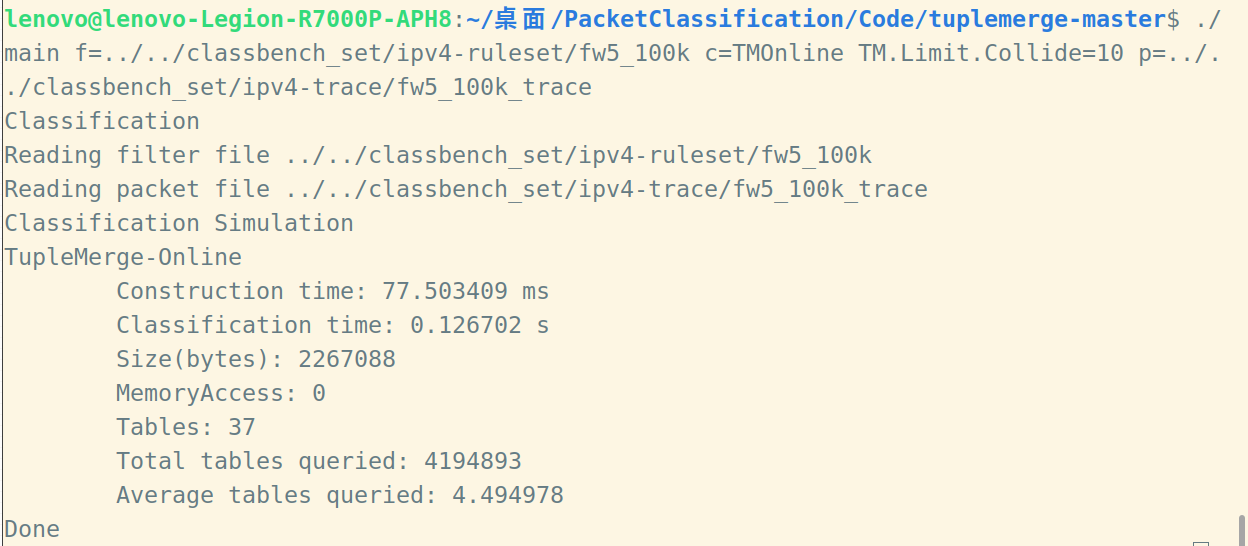 lenovo@lenovo-Legion-R7000P-APH8:~/桌面/PacketClassification/Code/tuplemerge-master$ ./
main f=../../classbench_set/ipv4-ruleset/fw5_100k c=TMOnline TM.Limit.Collide=10 p=../.
./classbench_set/ipv4-trace/fw5_100k_trace
Classification
Reading filter file ../../classbench_set/ipv4-ruleset/fw5_100k
Reading packet file ../../classbench_set/ipv4-trace/fw5_100k_trace
Classification Simulation
TupleMerge-Online
        Construction time: 77.503409 ms
        Classification time: 0.126702 s
        Size(bytes): 2267088
        MemoryAccess: 0
        Tables: 37
        Total tables queried: 4194893
        Average tables queried: 4.494978
Done